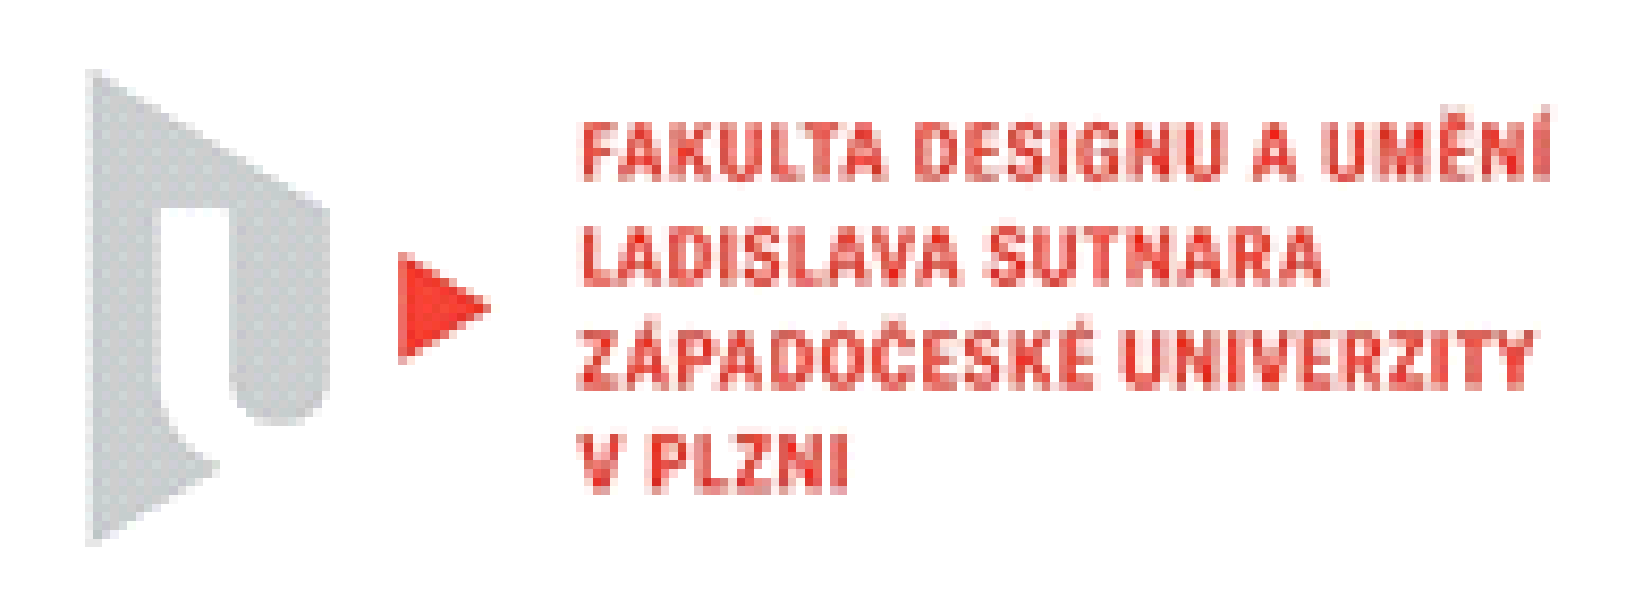 FAKULTA DESIGNU A UMĚNÍ
LADISLAVA SUTNARA
ZÁPADOČESKÉ UNIVERZITY
V PLZNI